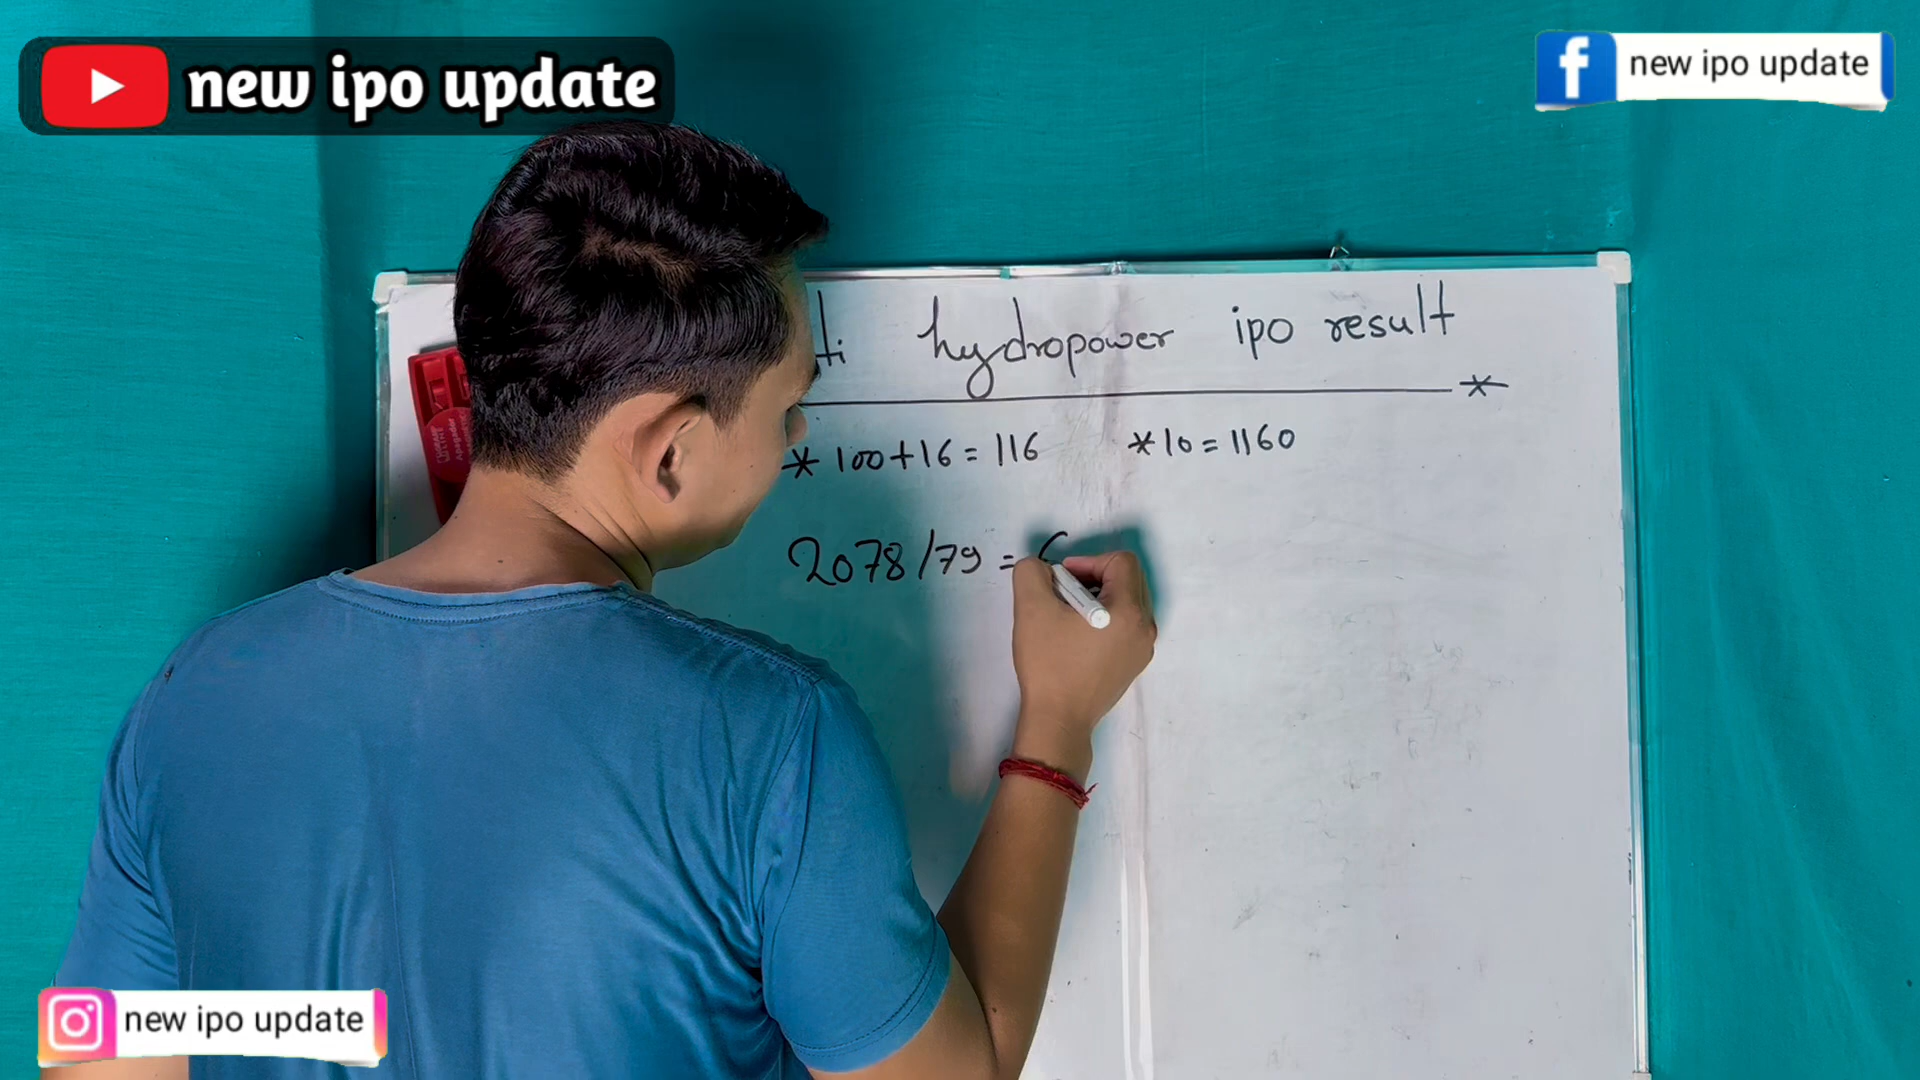 new ipo update
new ipo update
hydropower ipo result
* 100+16=116 *10=1160
2078/79 =
new ipo update